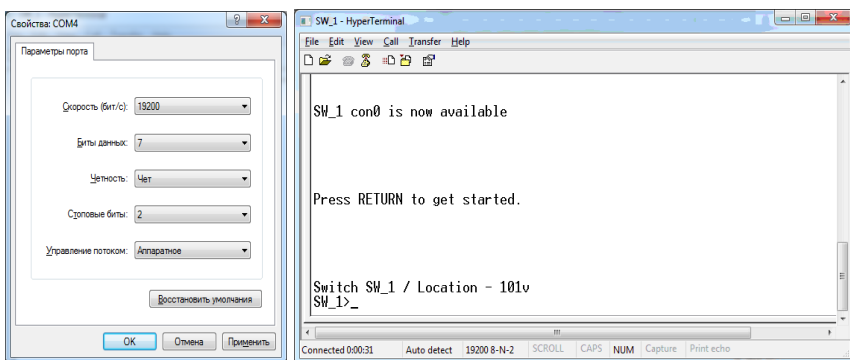 Свойства: COM4
Параметры порта
Скорость (бит/с): 19200
Биты данных: 7
Четность: Чет
Стоповые биты: 2
Управление потоком: Аппаратное
Восстановить умолчания
OK Отмена Применить
SW_1 - HyperTerminal
File Edit View Call Transfer Help
SW_1 con0 is now available
Press RETURN to get started.
Switch SW_1 / Location - 101v
SW_1>_
Connected 0:00:31 Auto detect 19200 8-N-2 SCROLL CAPS NUM Capture Print echo